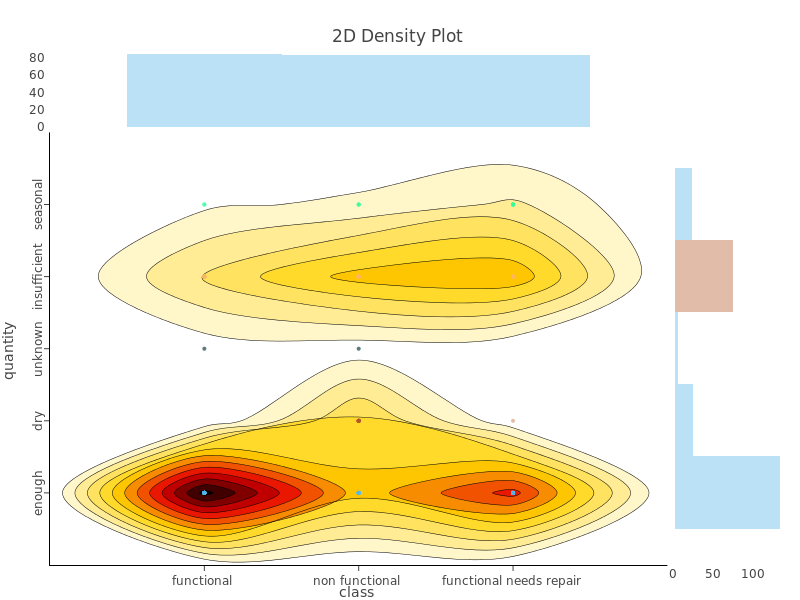 2D Density Plot
80
60
40
20
0
seasonal
insufficient
unknown
dry
enough
quantity
functional
non functional
functional needs repair
class
0
50
100